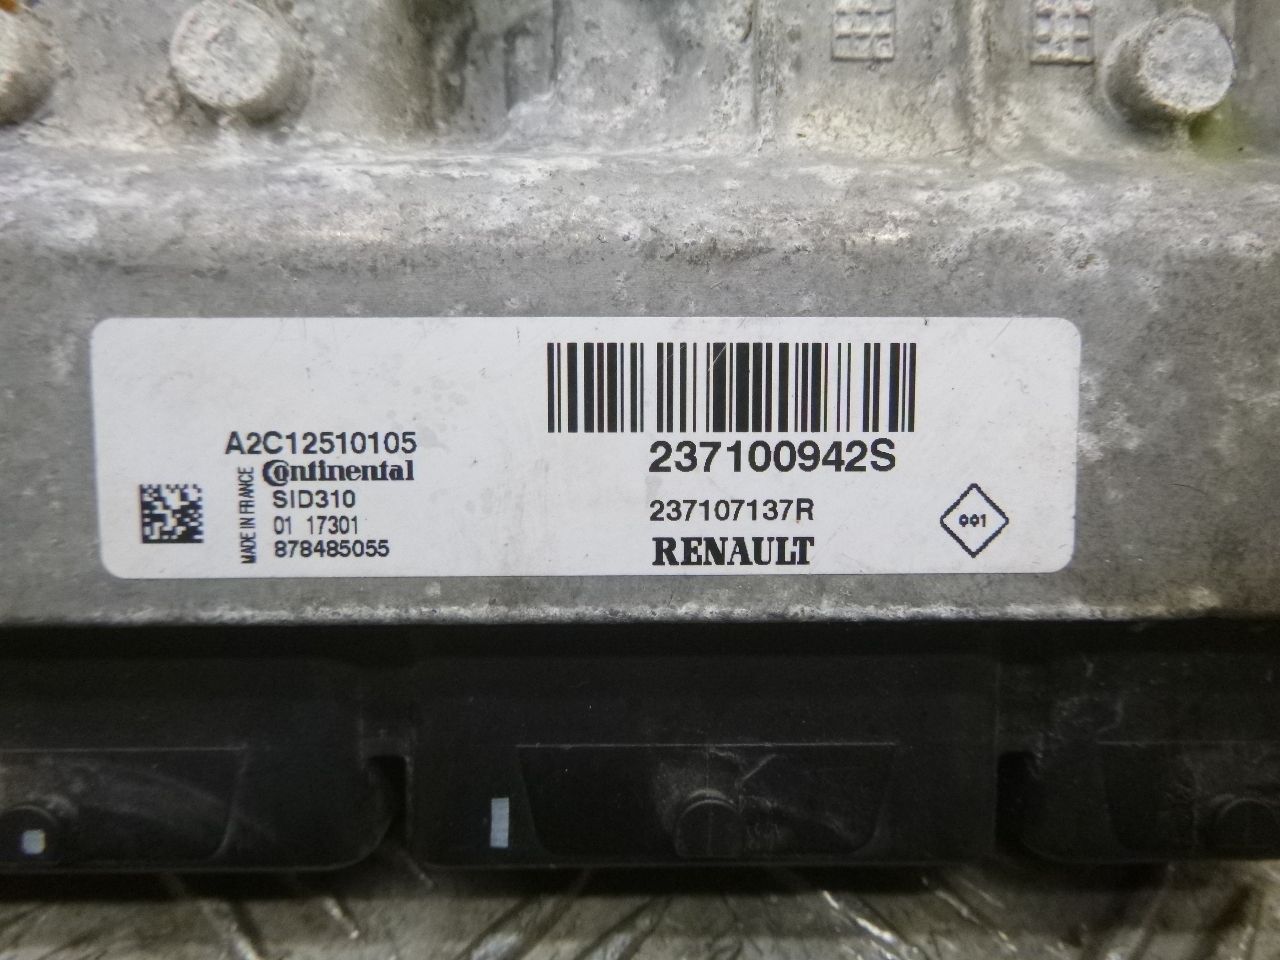 A2C12510105
Continental
SID310
01 17301
878485055
MADE IN FRANCE
237100942S
237107137R
RENAULT
001